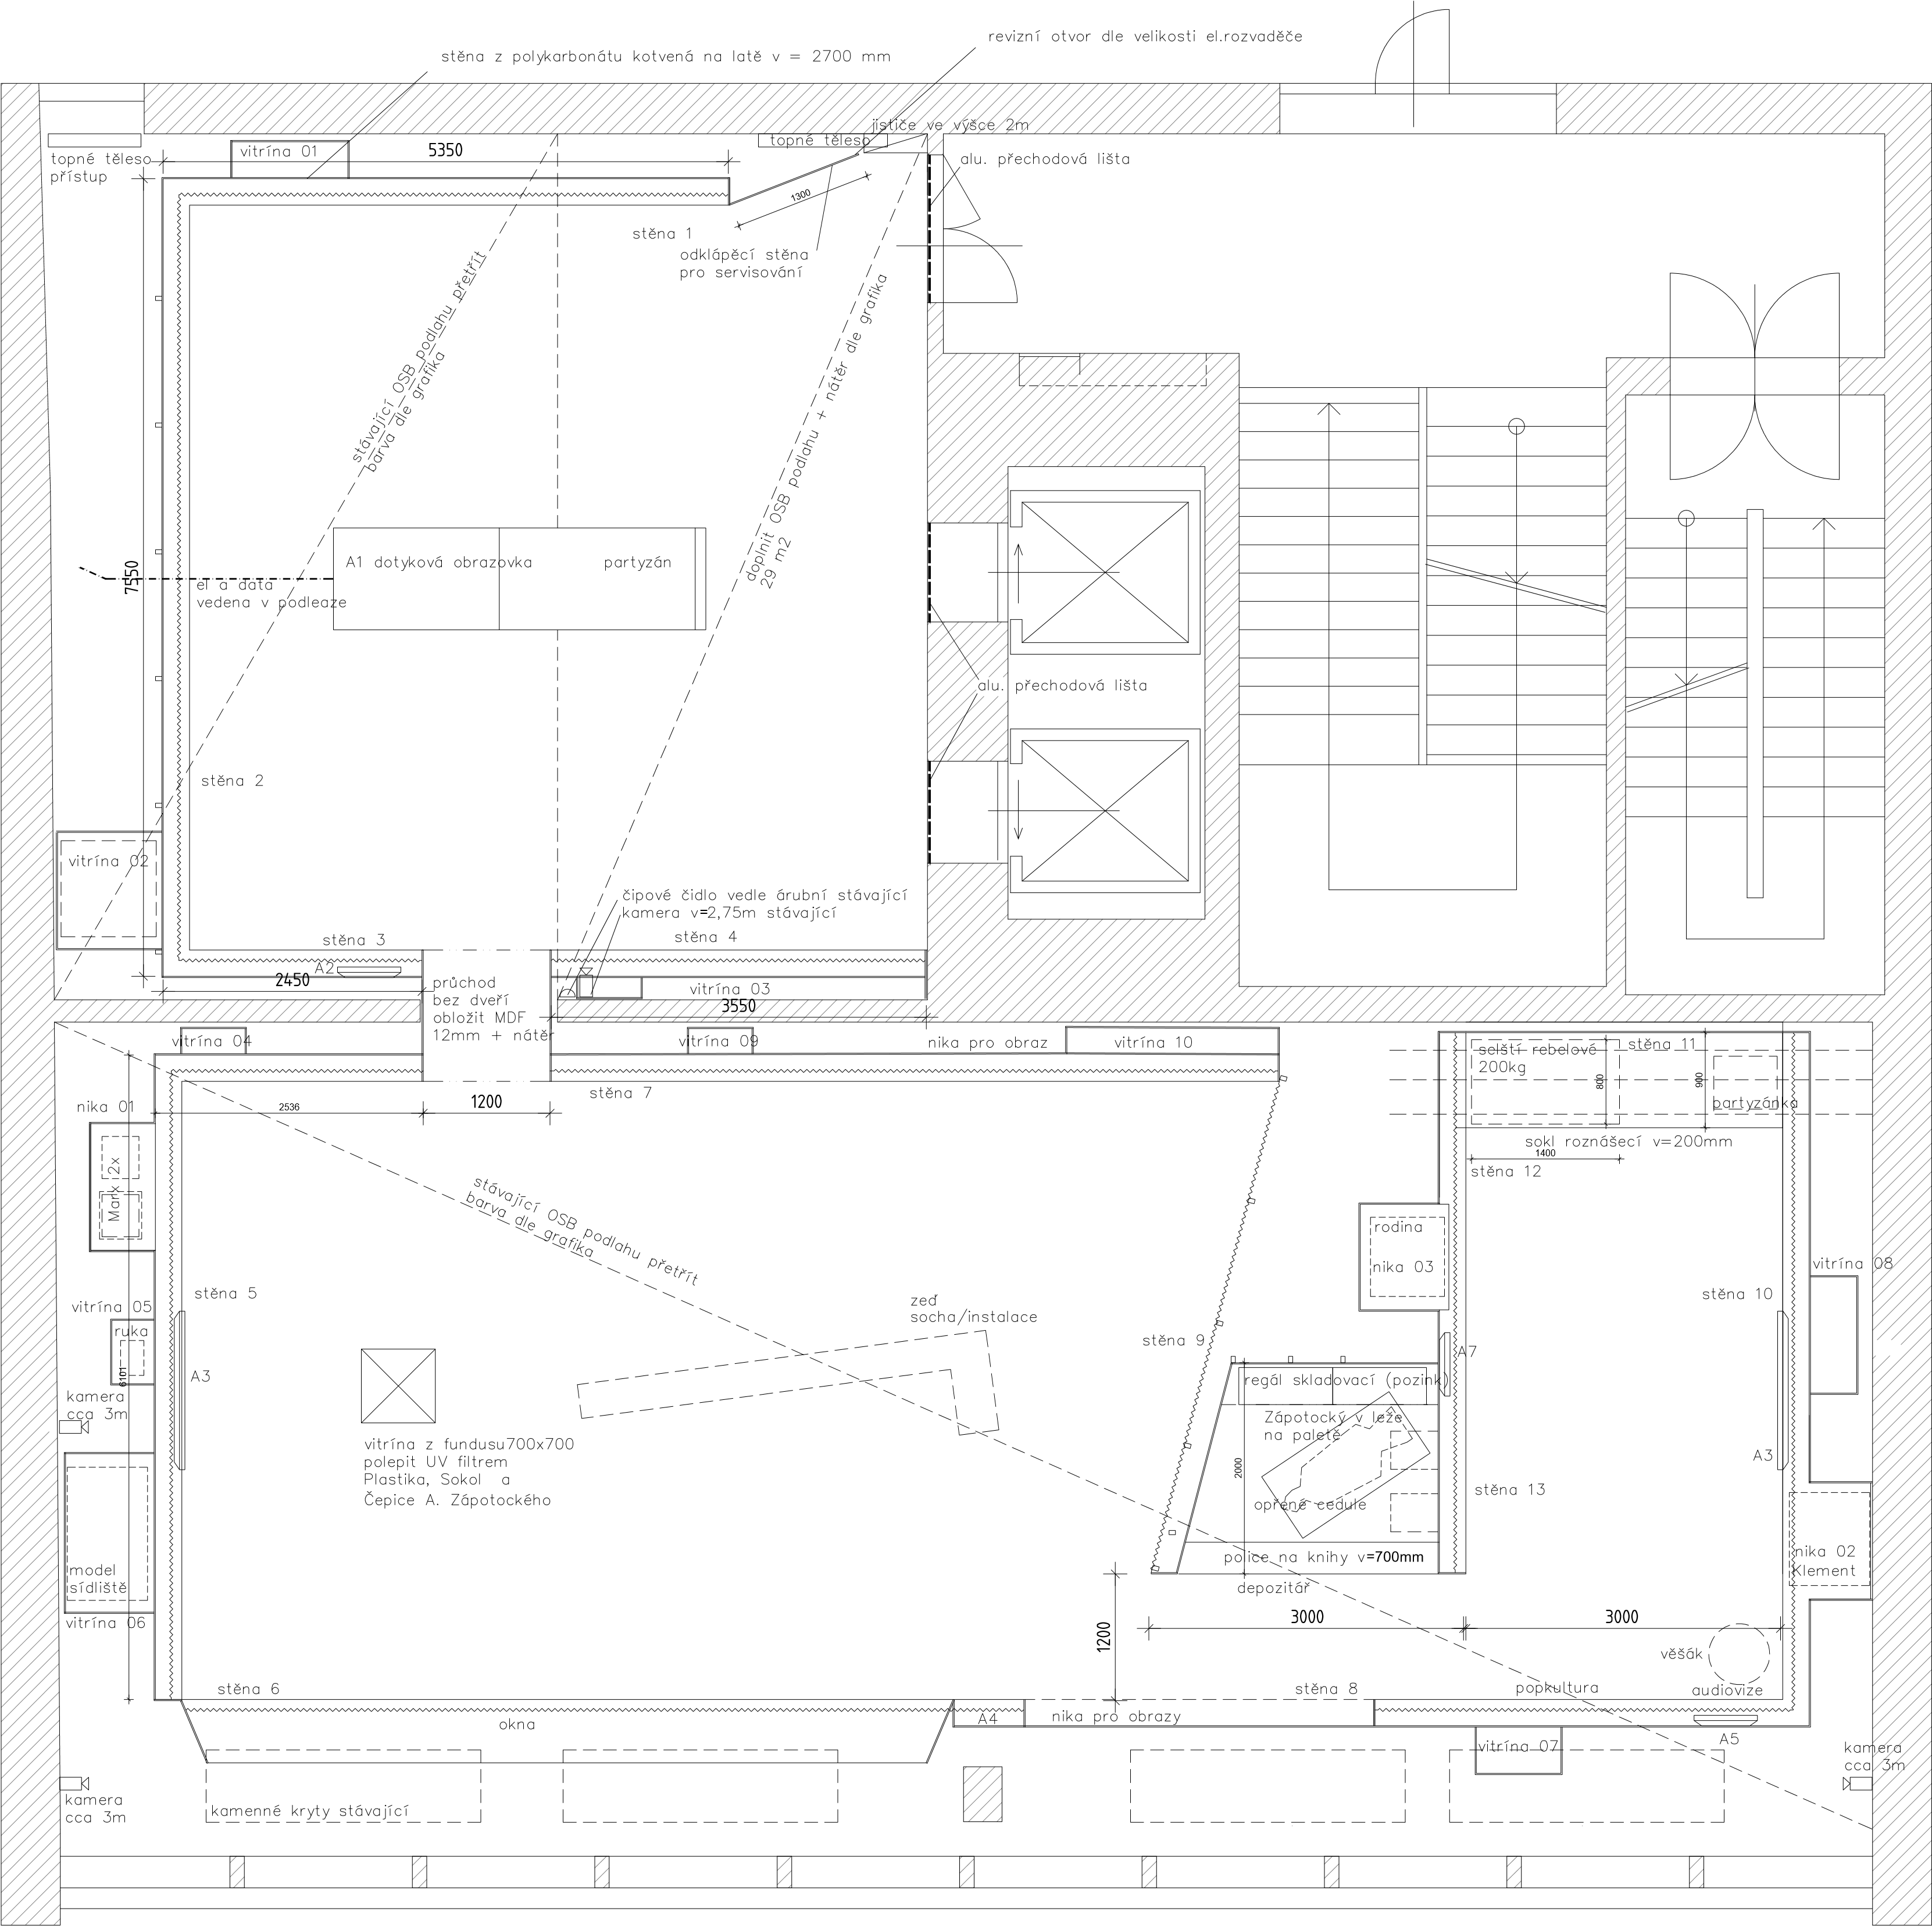 revizní otvor dle velikosti el.rozvaděče
stěna z polykarbonátu kotvená na latě v = 2700 mm
jističe ve výšce 2m
topné těleso
topné těleso
přístup
vitrína 01
5350
alu. přechodová lišta
1300
stěna 1
odklápěcí stěna
pro servisování
stávající OSB podlahu přetřít
barva dle grafika
doplnit OSB podlahu + nátěr dle grafika
29 m2
7550
A1 dotyková obrazovka
partyzán
el a data
vedena v podleaze
alu. přechodová lišta
stěna 2
vitrína 02
čipové čidlo vedle árubní stávající
kamera v=2,75m stávající
stěna 3
stěna 4
A2
2450
průchod
bez dveří
obložit MDF
12mm + nátěr
vitrína 03
3550
vitrína 04
vitrína 09
nika pro obraz
vitrína 10
selští rebelové
200kg
stěna 11
800
900
partyzánka
sokl roznášecí v=200mm
1400
stěna 12
stěna 7
nika 01
2536
1200
Marx 2x
stávající OSB podlahu přetřít
barva dle grafika
rodina
nika 03
vitrína 08
stěna 5
stěna 10
vitrína 05
ruka
6101
A3
kamera
cca 3m
zeď
socha/instalace
stěna 9
A7
regál skladovací (pozink)
Zápotocký v leže
na paletě
2000
opřené cedule
police na knihy v=700mm
depozitář
A3
stěna 13
vitrína z fundusu700x700
polepit UV filtrem
Plastika, Sokol a
Čepice A. Zápotockého
model
sídliště
vitrína 06
nika 02
Klement
3000
3000
1200
věšák
audiovize
stěna 6
stěna 8
popkultura
okna
A4
nika pro obrazy
A5
vitrína 07
kamera
cca 3m
kamera
cca 3m
kamenné kryty stávající